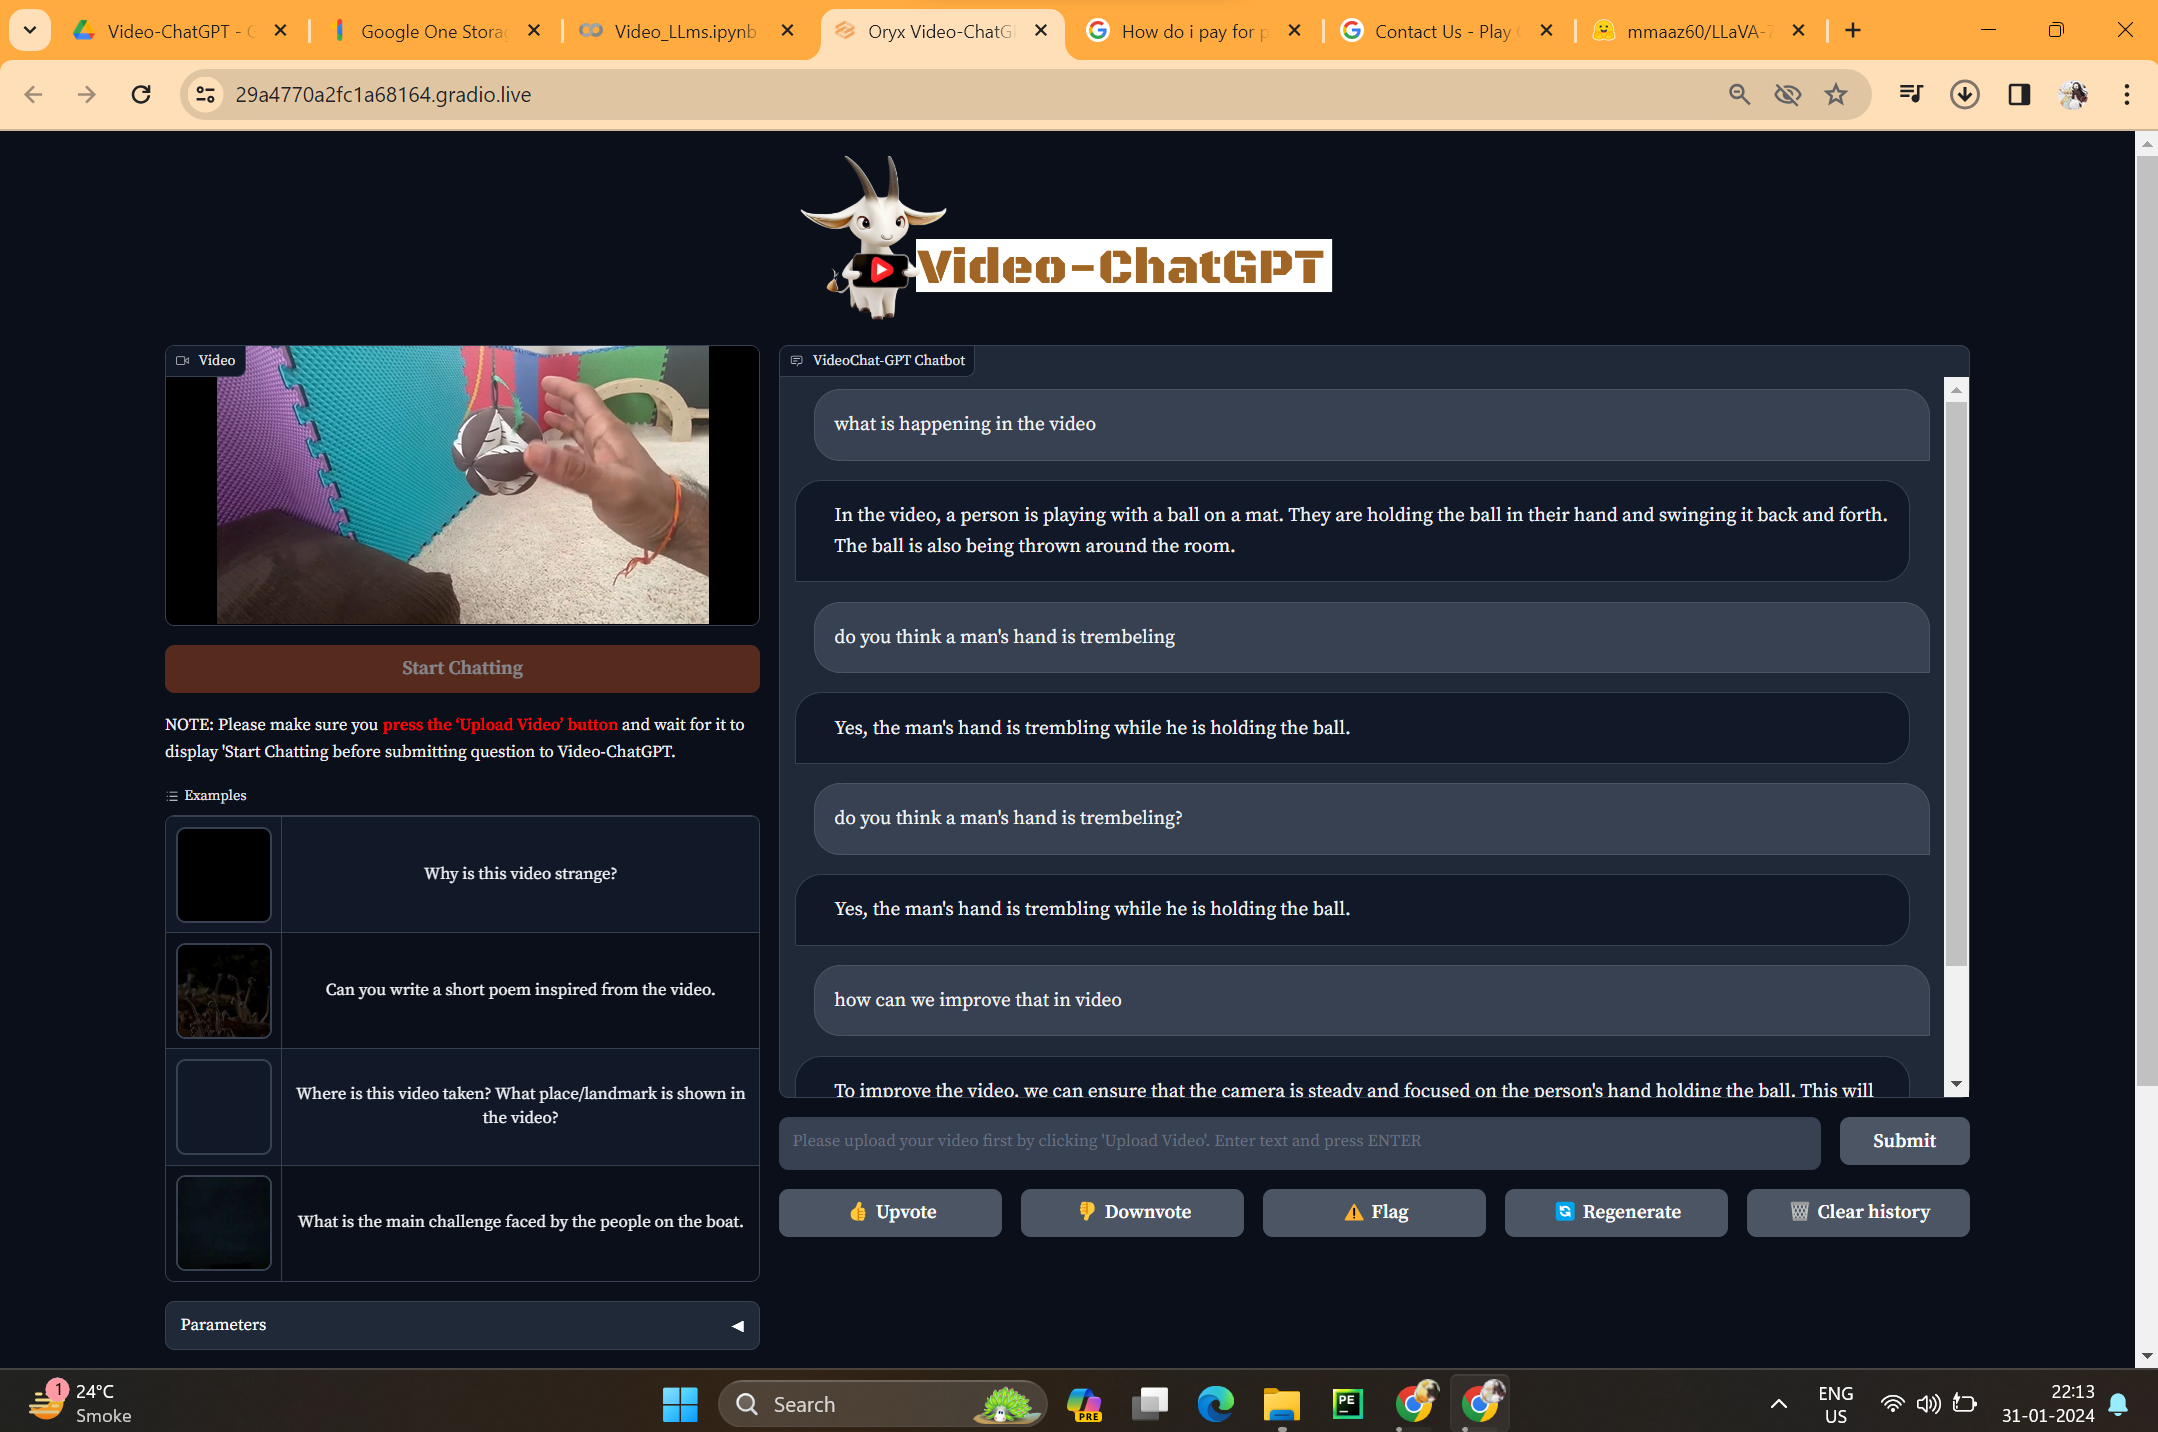 Video-ChatGPT - G
Google One Stora
Video_LLms.ipynb
Oryx Video-ChatG
How do i pay for p
Contact Us - Play
mmaaz60/LLaVA-7
29a4770a2fc1a68164.gradio.live
Video-ChatGPT
Video
Start Chatting
NOTE: Please make sure you press the ‘Upload Video’ button and wait for it to
display 'Start Chatting before submitting question to Video-ChatGPT.
Examples
Why is this video strange?
Can you write a short poem inspired from the video.
Where is this video taken? What place/landmark is shown in
the video?
What is the main challenge faced by the people on the boat.
Parameters
VideoChat-GPT Chatbot
what is happening in the video
In the video, a person is playing with a ball on a mat. They are holding the ball in their hand and swinging it back and forth.
The ball is also being thrown around the room.
do you think a man's hand is trembeling
Yes, the man's hand is trembling while he is holding the ball.
do you think a man's hand is trembeling?
Yes, the man's hand is trembling while he is holding the ball.
how can we improve that in video
To improve the video, we can ensure that the camera is steady and focused on the person's hand holding the ball. This will
Please upload your video first by clicking 'Upload Video'. Enter text and press ENTER
Submit
Upvote
Downvote
Flag
Regenerate
Clear history
1
24°C
Smoke
Search
PRE
PE
ENG
US
22:13
31-01-2024